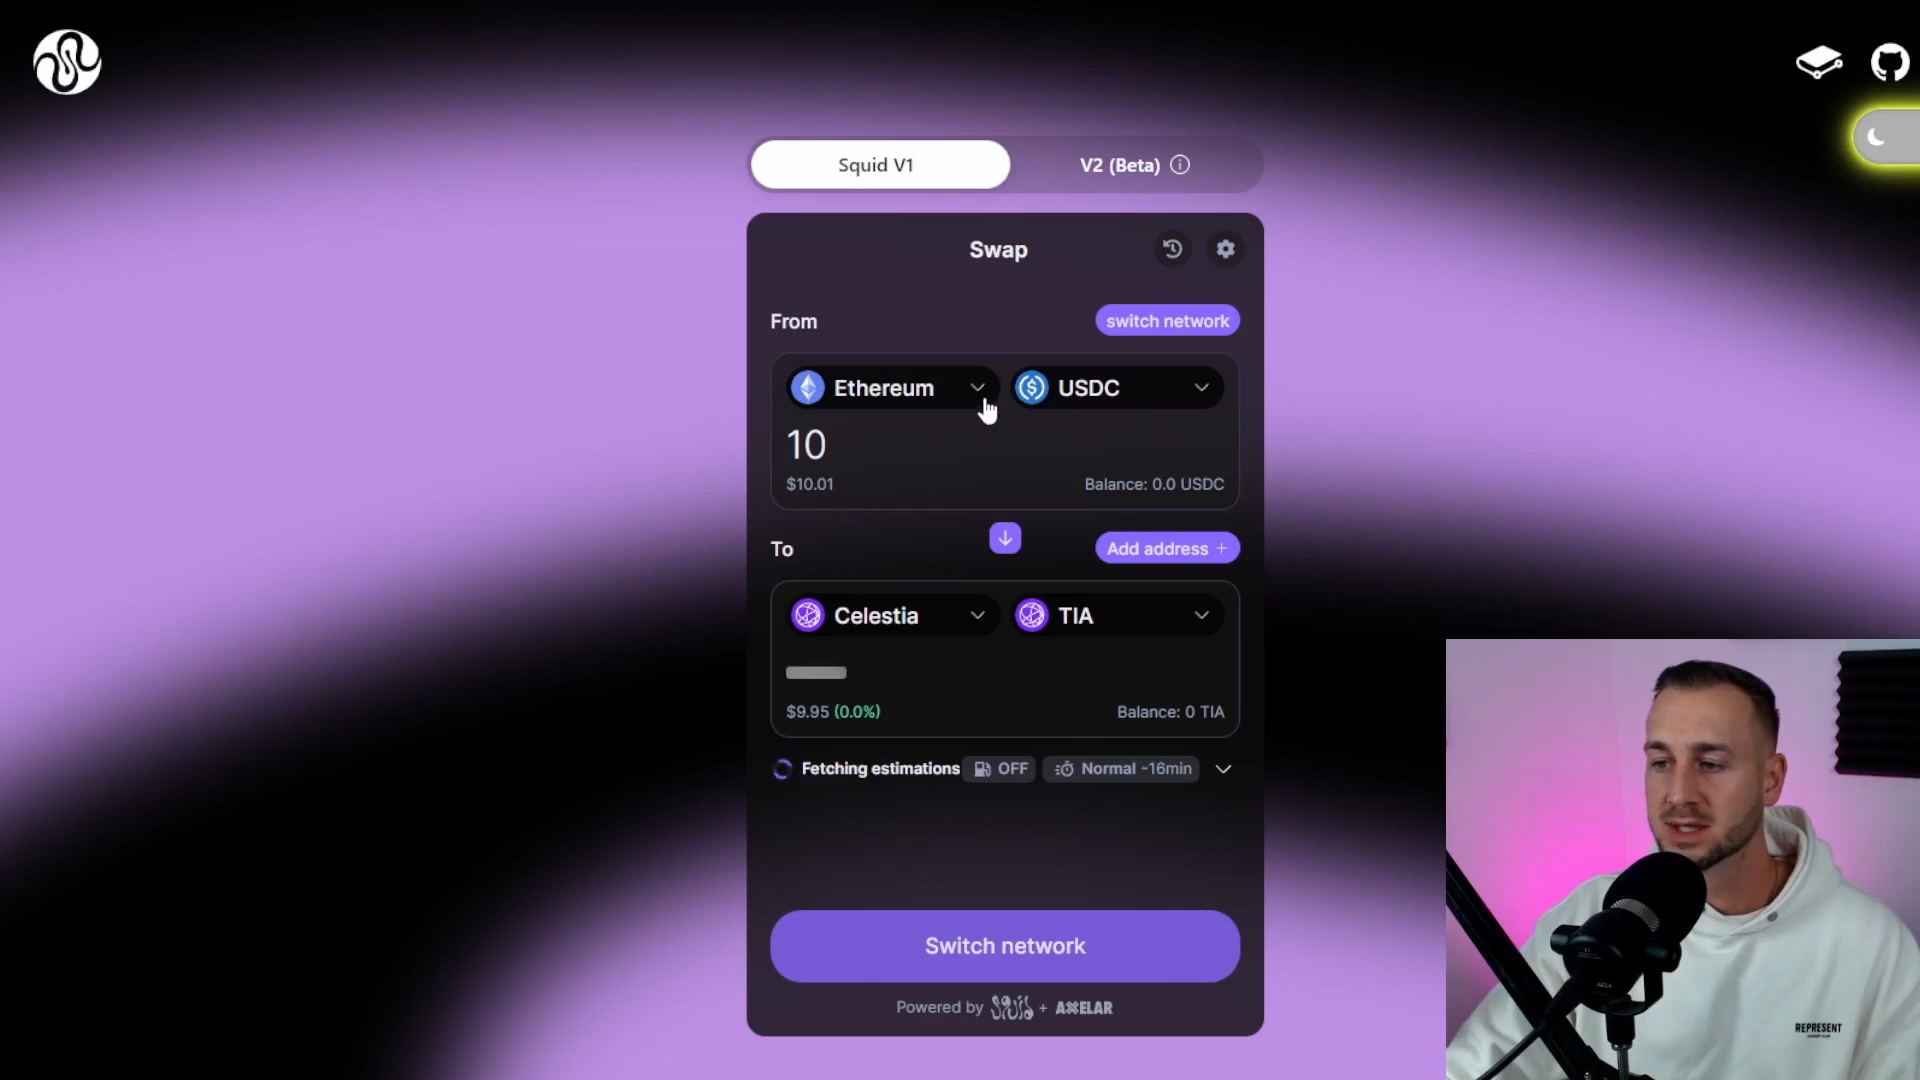 Squid V1
V2 (Beta)
Swap
From
switch network
Ethereum
USDC
10
$10.01
Balance: 0.0 USDC
To
Add address +
Celestia
TIA
$9.95 (0.0%)
Balance: 0 TIA
Fetching estimations
OFF
Normal ~16min
Switch network
Powered by Squid + AXELAR
REPRESENT